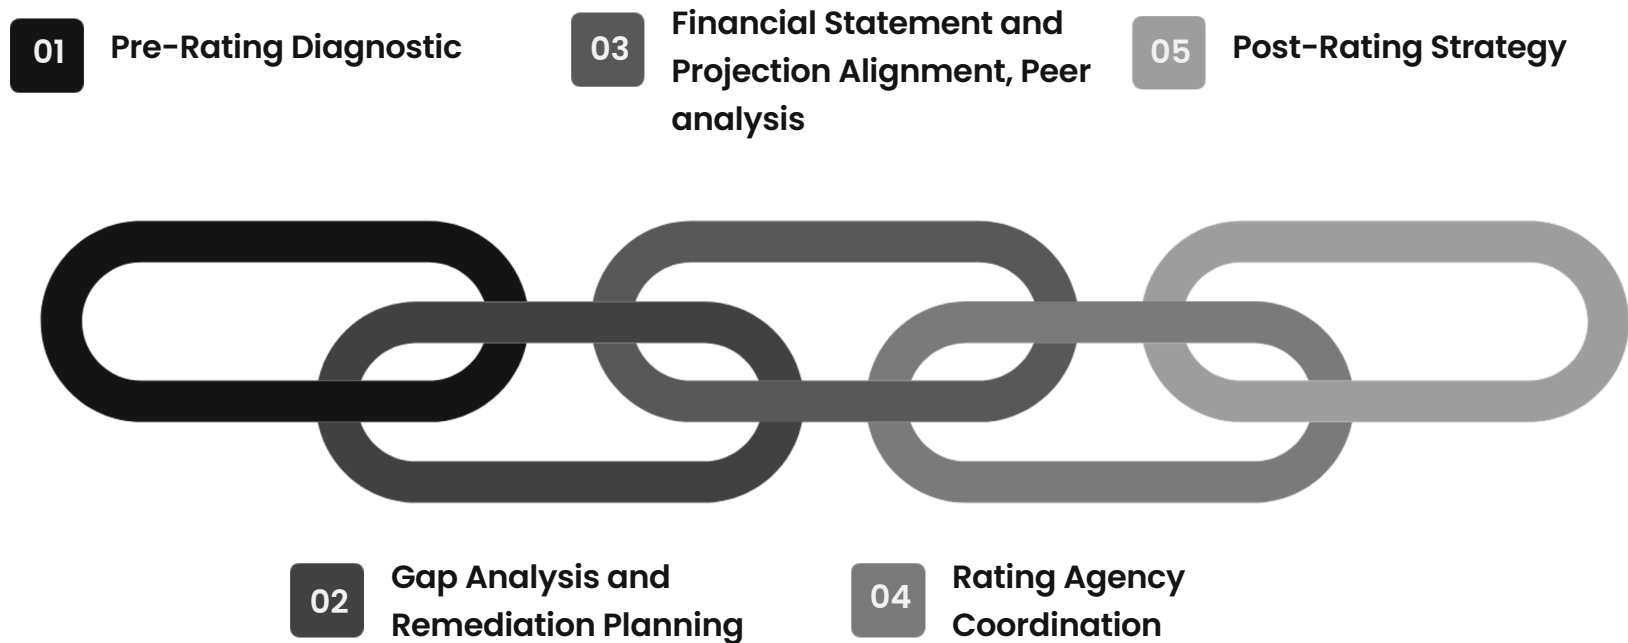 01
Pre-Rating Diagnostic
03
Financial Statement and
Projection Alignment, Peer
analysis
05
Post-Rating Strategy
02
Gap Analysis and
Remediation Planning
04
Rating Agency
Coordination